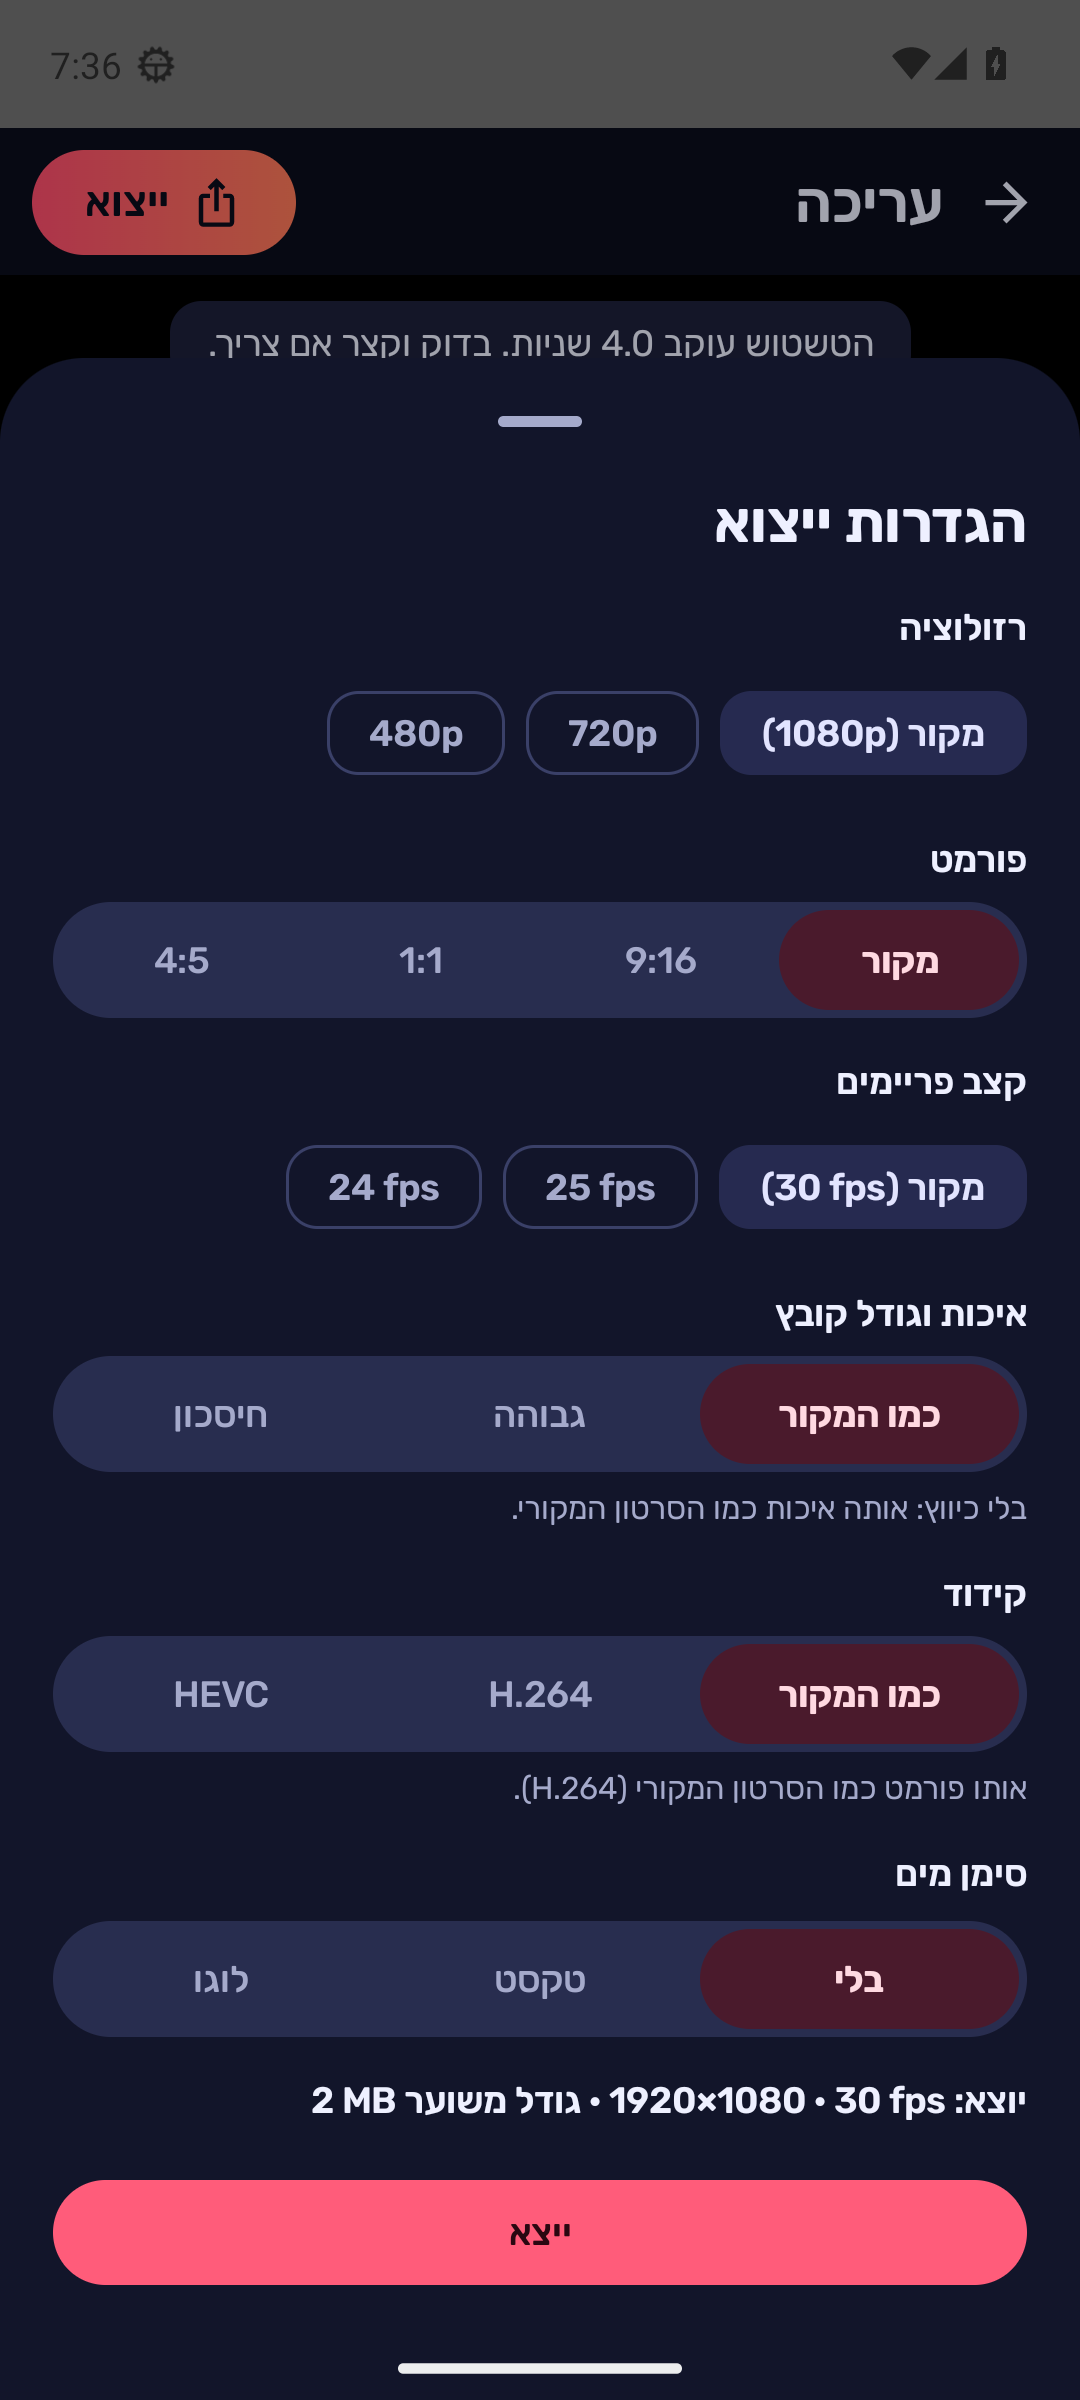 7:36
עריכה
ייצוא
הטשטוש עוקב 4.0 שניות. בדוק וקצר אם צריך.
הגדרות ייצוא
רזולוציה
מקור (1080p) 720p 480p
פורמט
מקור 9:16 1:1 4:5
קצב פריימים
מקור (30 fps) 25 fps 24 fps
איכות וגודל קובץ
כמו המקור גבוהה חיסכון
בלי כיווץ: אותה איכות כמו הסרטון המקורי.
קידוד
כמו המקור H.264 HEVC
אותו פורמט כמו הסרטון המקורי (H.264).
סימן מים
בלי טקסט לוגו
יוצא: 30 fps • 1920×1080 • גודל משוער 2 MB
ייצא